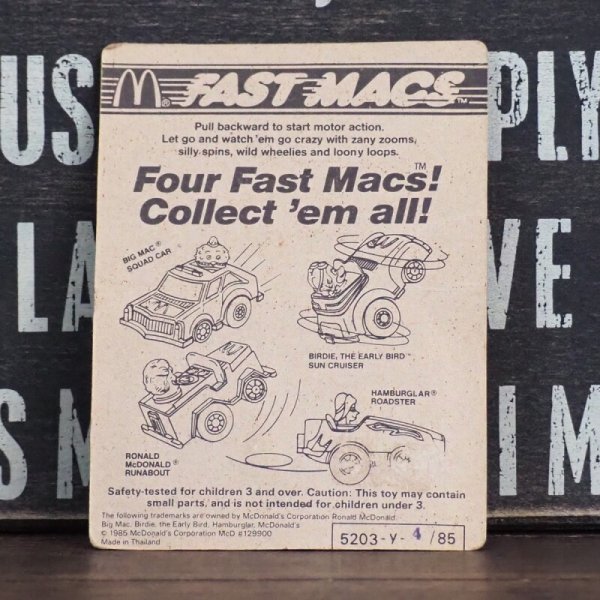 US PLY
LA VE
S M I M
M® FAST MACS™
Pull backward to start motor action.
Let go and watch 'em go crazy with zany zooms,
silly spins, wild wheelies and loony loops.
Four Fast Macs!™
Collect 'em all!
BIG MAC®
SQUAD CAR
BIRDIE, THE EARLY BIRD™
SUN CRUISER
HAMBURGLAR®
ROADSTER
RONALD
McDONALD®
RUNABOUT
Safety-tested for children 3 and over. Caution: This toy may contain
small parts, and is not intended for children under 3.
The following trademarks are owned by McDonald's Corporation Ronald McDonald,
Big Mac, Birdie, the Early Bird, Hamburglar, McDonald's
© 1985 McDonald's Corporation McD #129900
Made in Thailand
5203-Y-4/85